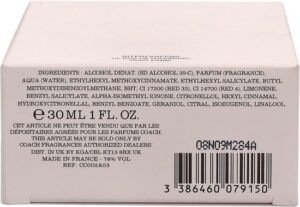 INGREDIENTS : ALCOHOL DENAT. (SD ALCOHOL 39-C), PARFUM (FRAGRANCE),
AQUA (WATER), ETHYLHEXYL METHOXYCINNAMATE, ETHYLHEXYL SALICYLATE, BUTYL
METHOXYDIBENZOYLMETHANE, BHT, CI 17200 (RED 33), CI 14700 (RED 4), LIMONENE,
BENZYL SALICYLATE, ALPHA-ISOMETHYL IONONE, CITRONELLOL, HEXYL CINNAMAL,
HYDROXYCITRONELLAL, BENZYL BENZOATE, GERANIOL, CITRAL, ISOEUGENOL, LINALOOL
℮ 30 ML 1 FL. OZ.
CET ARTICLE NE PEUT ÊTRE VENDU QUE PAR LES
DÉPOSITAIRES AGRÉÉS POUR LES PARFUMS COACH
THIS ARTICLE MAY BE SOLD ONLY BY
COACH FRAGRANCES AUTHORIZED DEALERS
DIST. IN UK BY KGA/CBL KT13 8RX UK
MADE IN FRANCE - 78% VOL
REF. CC002A03
08N09M284A
3 386460 079150